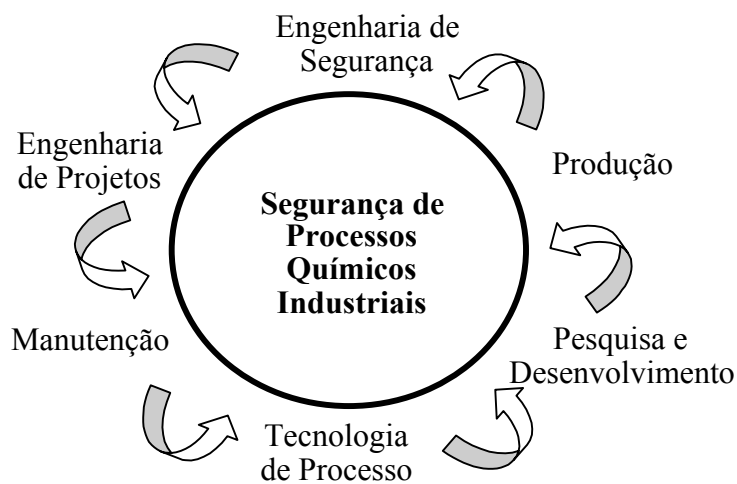 Engenharia de
Segurança
Engenharia
de Projetos
Produção
Segurança de
Processos
Químicos
Industriais
Manutenção
Pesquisa e
Desenvolvimento
Tecnologia
de Processo